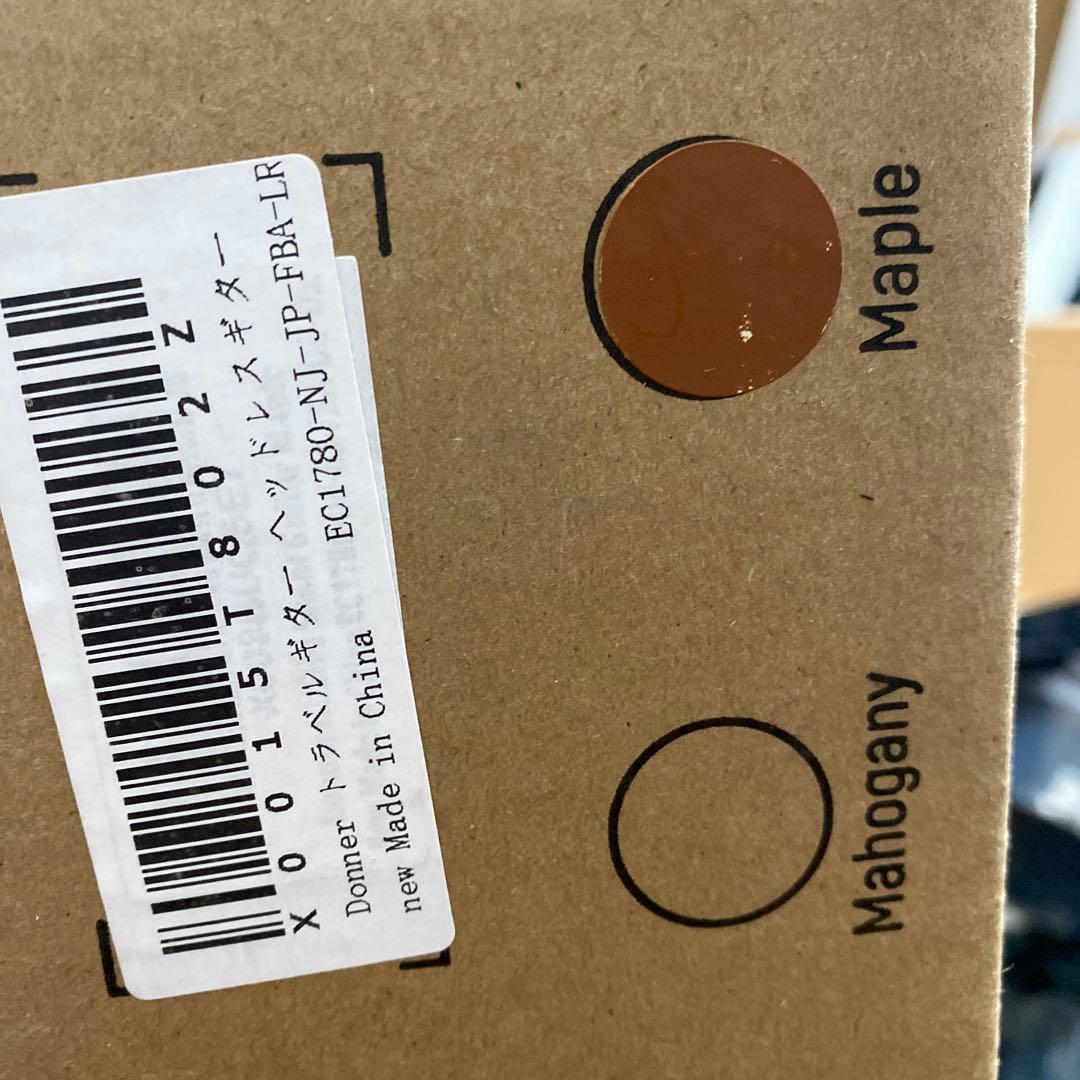 X0015T802Z
Donner トラベルギター ヘッドレスギター
EC1780-NJ-JP-FBA-LR
new Made in China
Mahogany
Maple